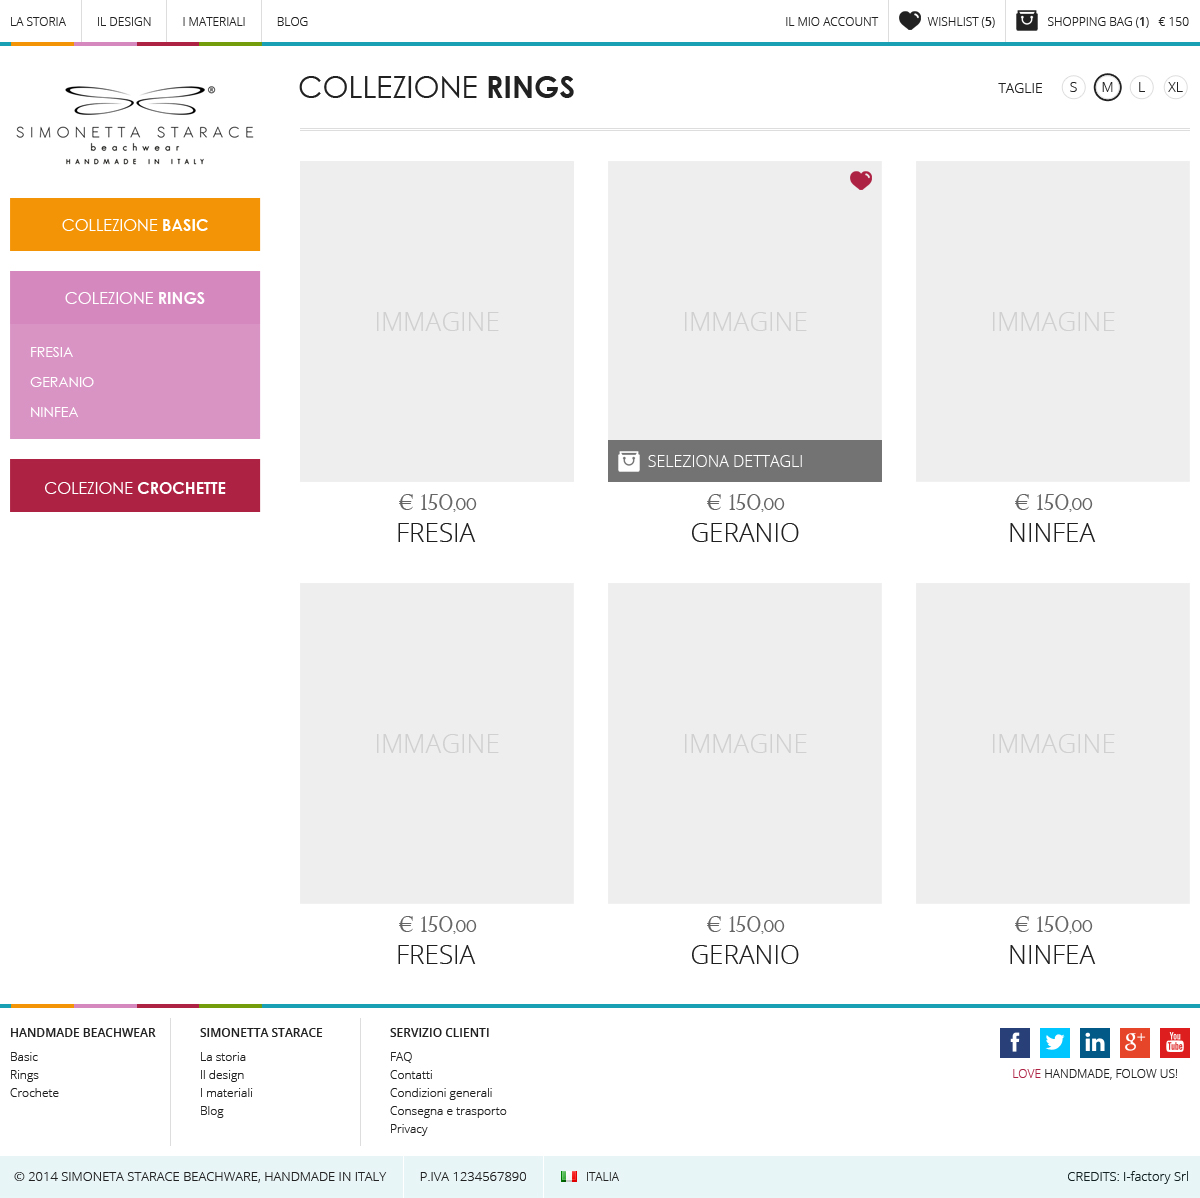 LA STORIA IL DESIGN I MATERIALI BLOG IL MIO ACCOUNT WISHLIST (5) SHOPPING BAG (1) € 150
COLLEZIONE RINGS TAGLIE S M L XL
®
SIMONETTA STARACE
beachwear
HANDMADE IN ITALY
COLLEZIONE BASIC
COLEZIONE RINGS
FRESIA
GERANIO
NINFEA
COLEZIONE CROCHETTE
IMMAGINE IMMAGINE IMMAGINE
SELEZIONA DETTAGLI
€ 150,00 € 150,00 € 150,00
FRESIA GERANIO NINFEA
IMMAGINE IMMAGINE IMMAGINE
€ 150,00 € 150,00 € 150,00
FRESIA GERANIO NINFEA
HANDMADE BEACHWEAR
Basic
Rings
Crochete
SIMONETTA STARACE
La storia
Il design
I materiali
Blog
SERVIZIO CLIENTI
FAQ
Contatti
Condizioni generali
Consegna e trasporto
Privacy
f in g+ You Tube
LOVE HANDMADE, FOLOW US!
© 2014 SIMONETA STARACE BEACHWARE, HANDMADE IN ITALY P.IVA 1234567890 ITALIA CREDITS: I-factory Srl